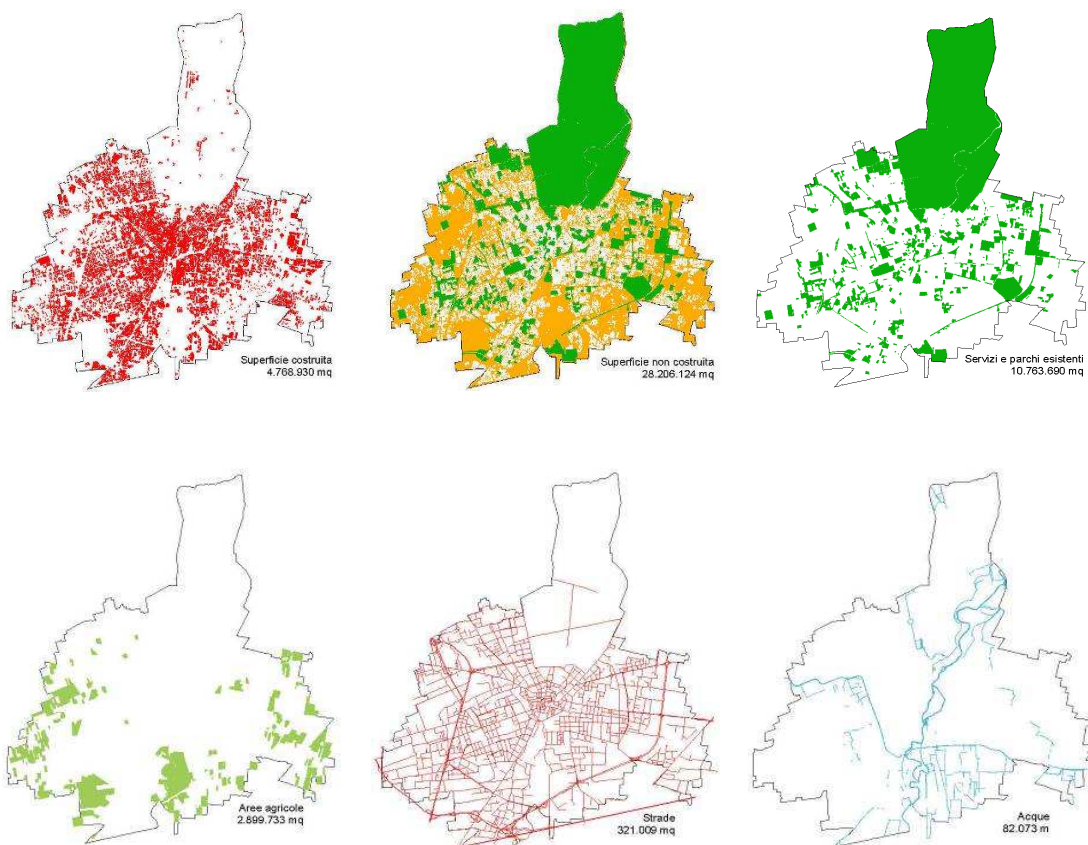 Superficie costruita
4.768.930 mq
Superficie non costruita
28.206.124 mq
Servizi e parchi esistenti
10.763.690 mq
Aree agricole
2.899.733 mq
Strade
321.009 mq
Acque
82.073 m